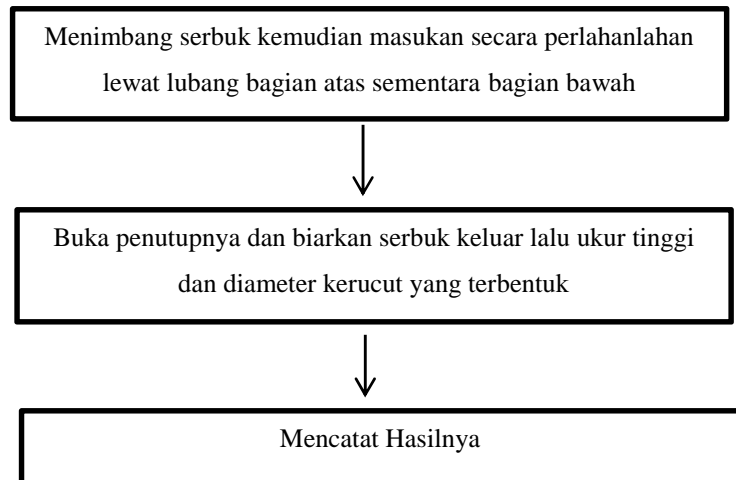 Menimbang serbuk kemudian masukan secara perlahanlahan
lewat lubang bagian atas sementara bagian bawah
Buka penutupnya dan biarkan serbuk keluar lalu ukur tinggi
dan diameter kerucut yang terbentuk
Mencatat Hasilnya